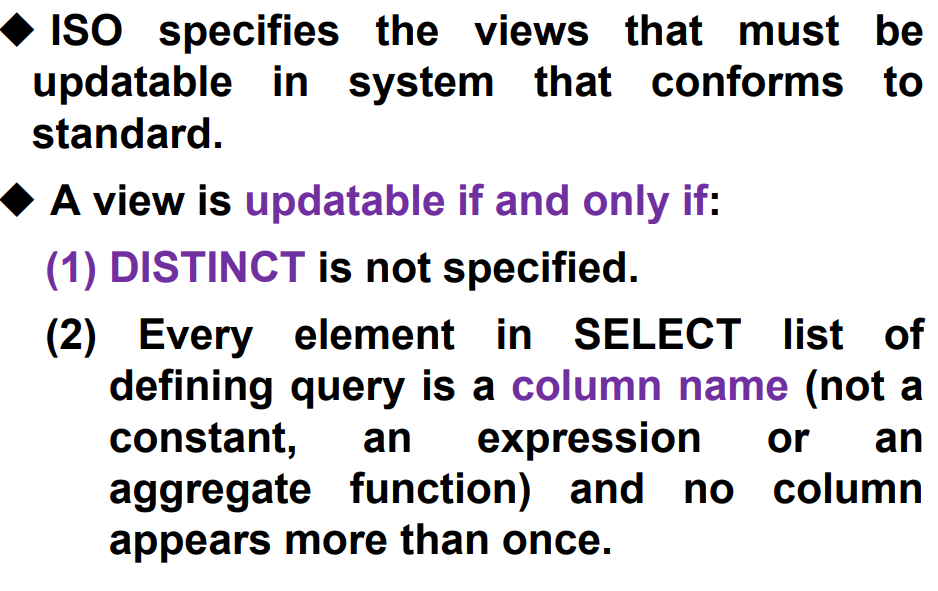 ◆ ISO specifies the views that must be
updatable in system that conforms to
standard.
◆ A view is updatable if and only if:
(1) DISTINCT is not specified.
(2) Every element in SELECT list of
defining query is a column name (not a
constant, an expression or an
aggregate function) and no column
appears more than once.